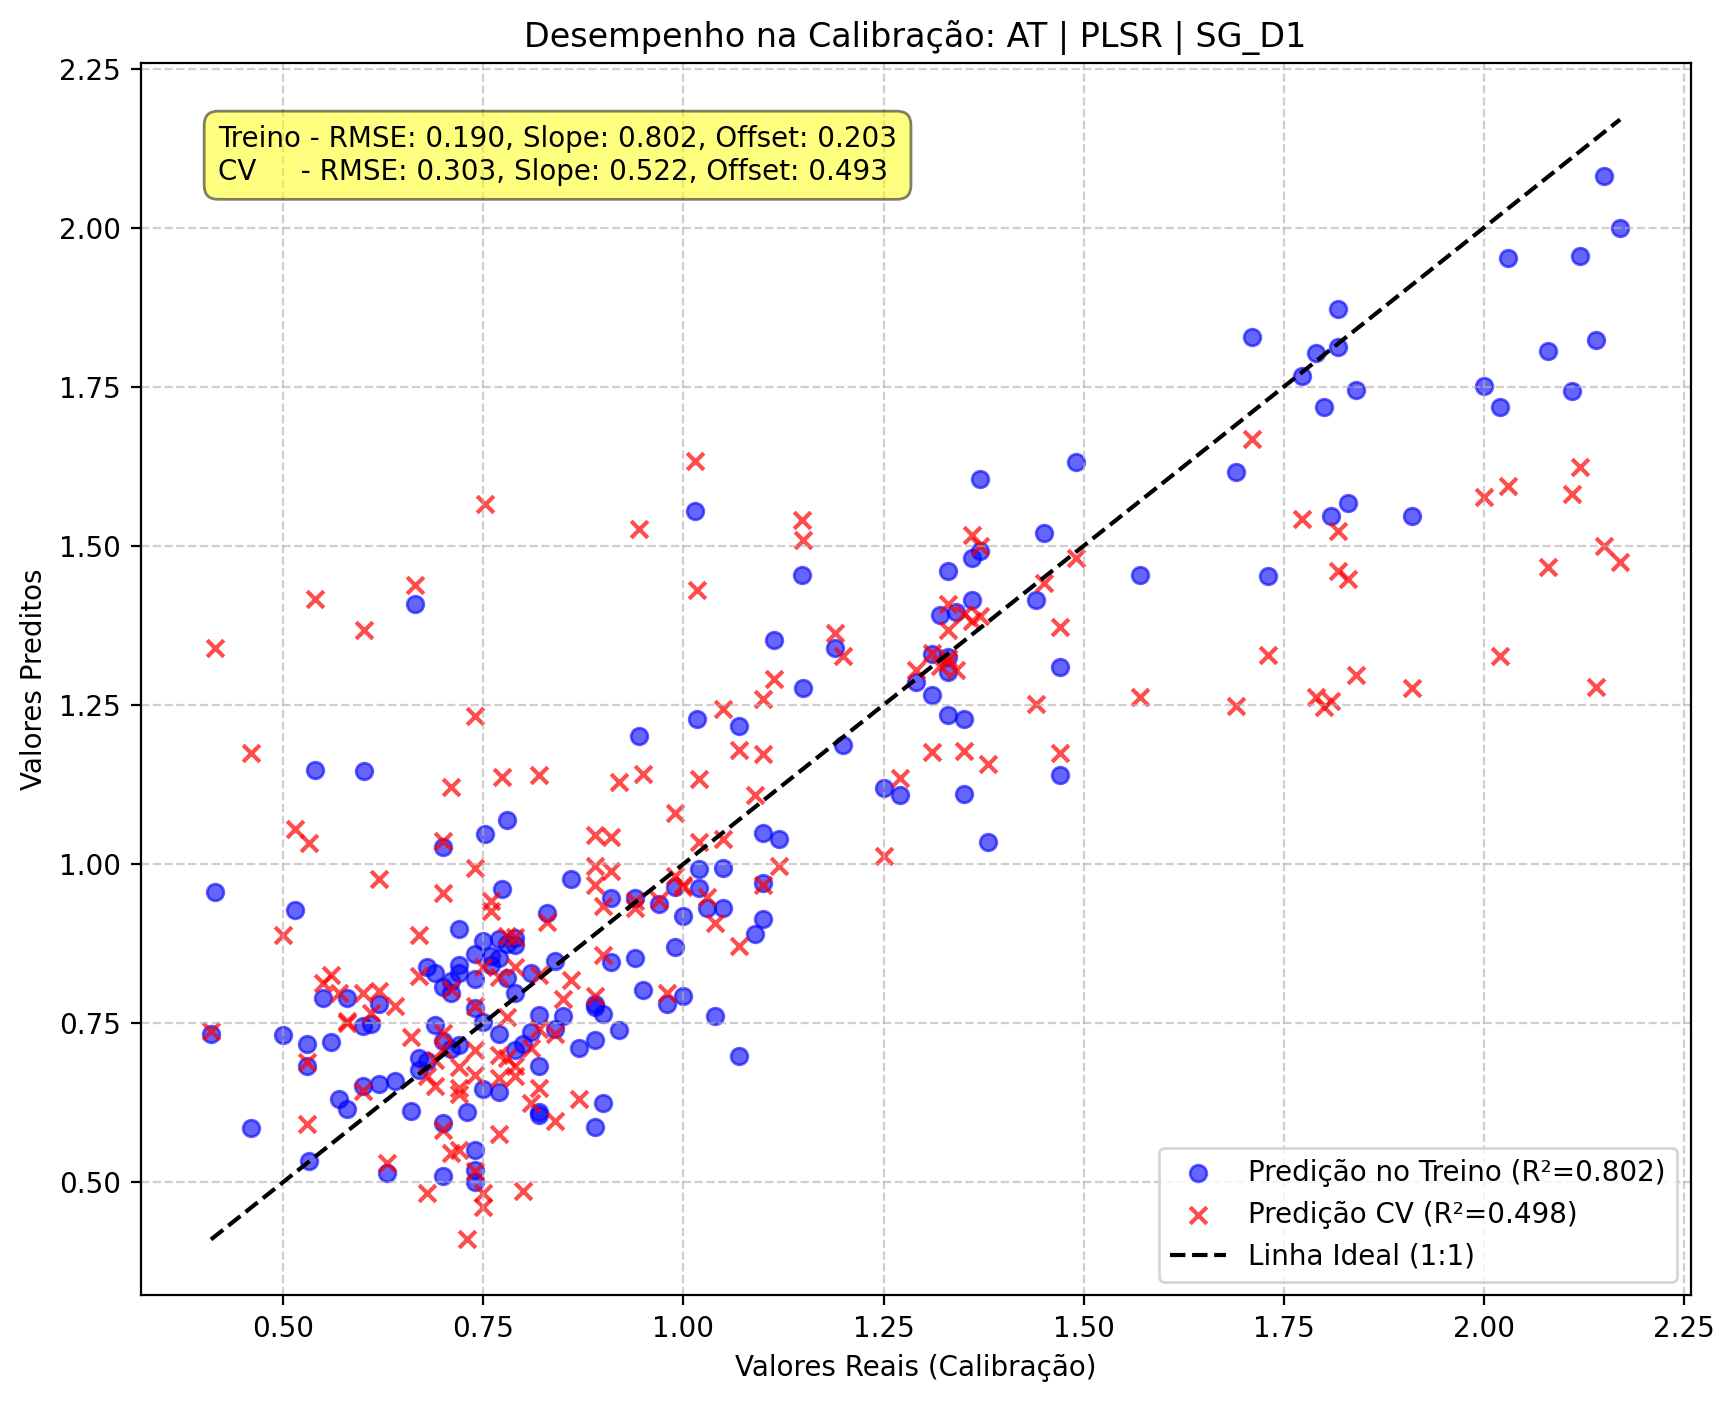 Desempenho na Calibração: AT | PLSR | SG_D1
Treino - RMSE: 0.190, Slope: 0.802, Offset: 0.203
CV     - RMSE: 0.303, Slope: 0.522, Offset: 0.493
Valores Preditos
2.25
2.00
1.75
1.50
1.25
1.00
0.75
0.50
Predição no Treino (R²=0.802)
Predição CV (R²=0.498)
Linha Ideal (1:1)
0.50 0.75 1.00 1.25 1.50 1.75 2.00 2.25
Valores Reais (Calibração)